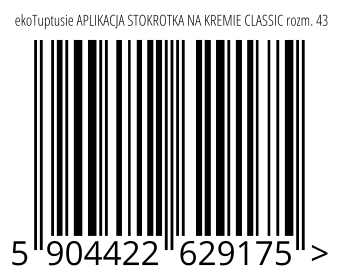 ekoTuptusie APLIKACJA STOKROTKA NA KREMIE CLASSIC rozm. 43
5 904422 629175 >